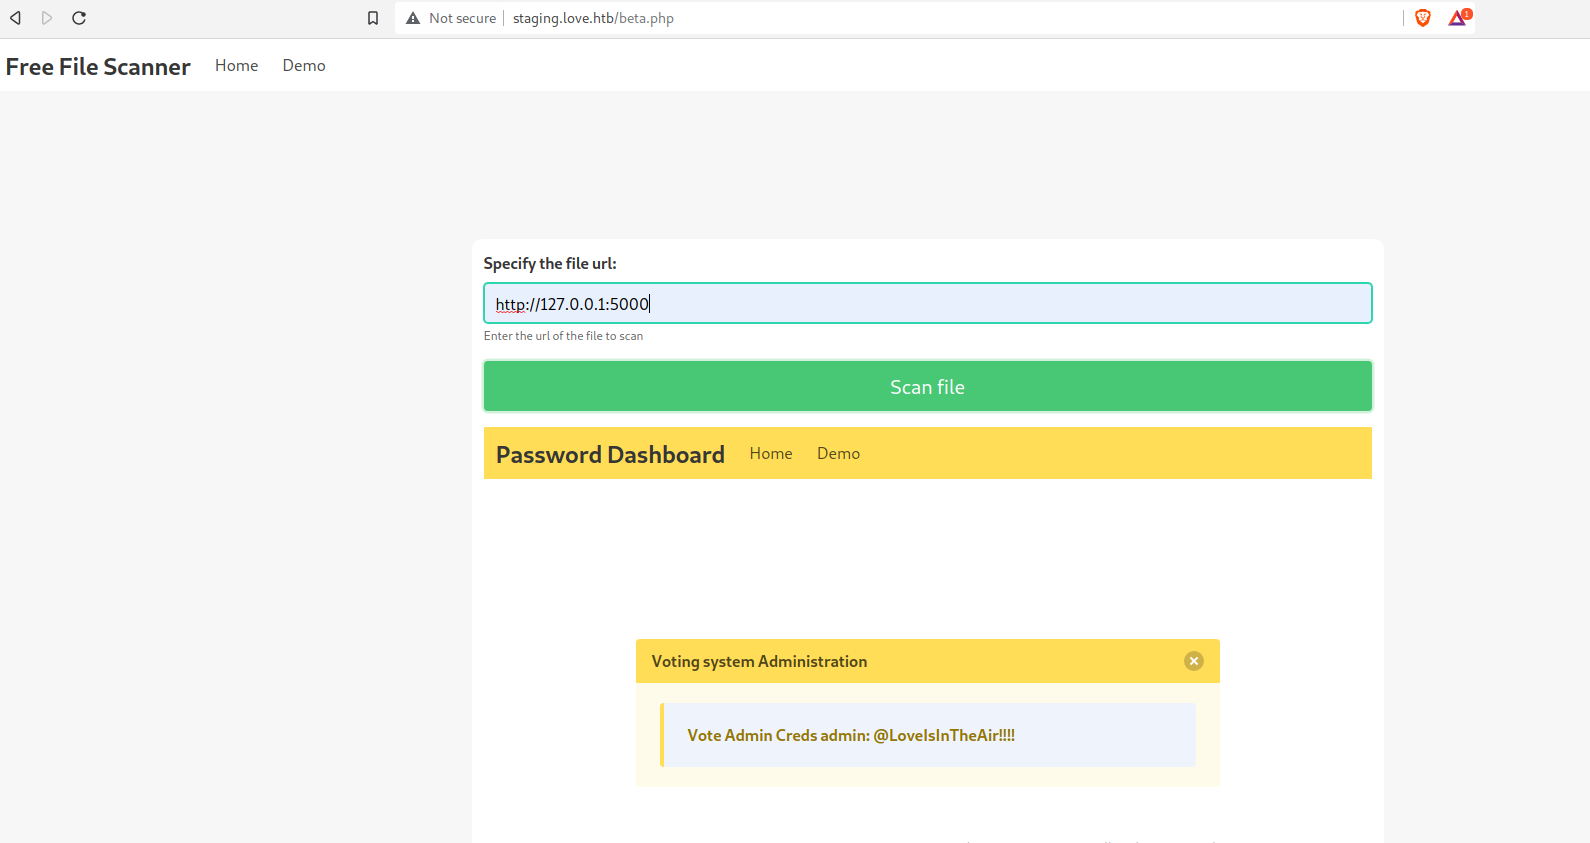 Not secure staging.love.htb/beta.php 1
Free File Scanner Home Demo
Specify the file url:
http://127.0.0.1:5000
Enter the url of the file to scan
Scan file
Password Dashboard Home Demo
Voting system Administration
Vote Admin Creds admin: @LoveIsInTheAir!!!!